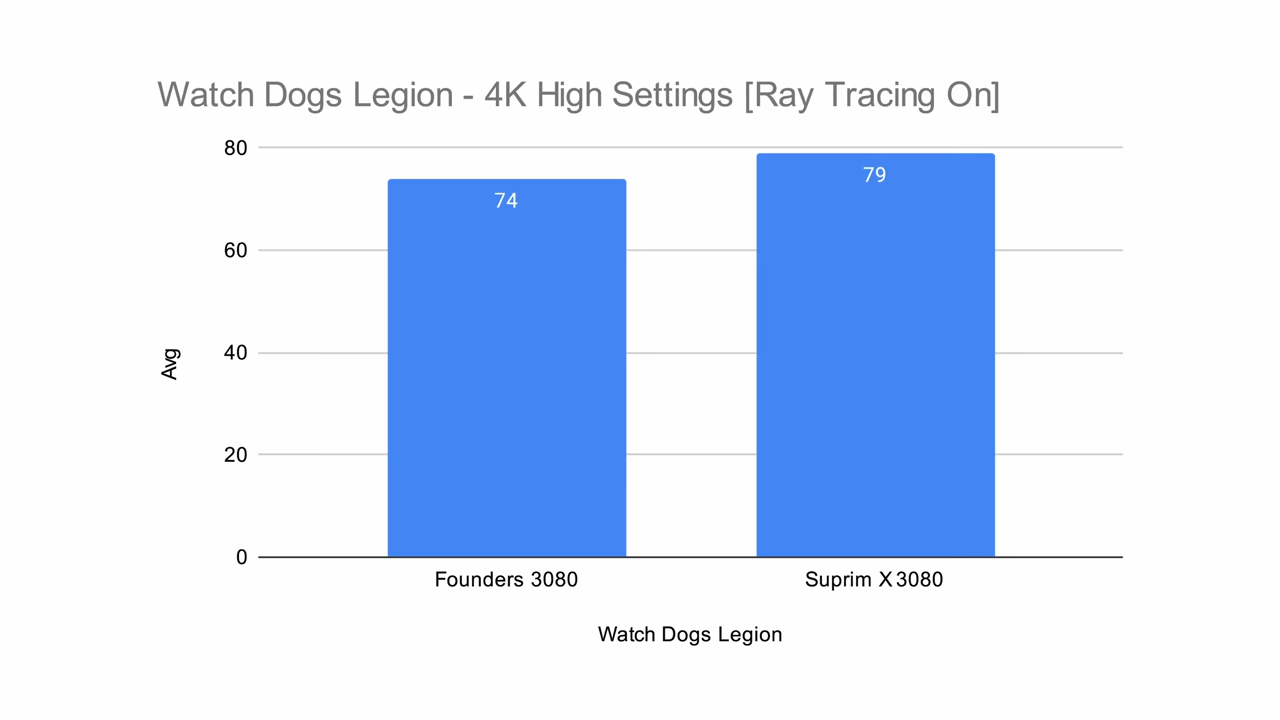 Watch Dogs Legion - 4K High Settings [Ray Tracing On]
80
74
79
60
40
Avg
20
0
Founders 3080
Suprim X 3080
Watch Dogs Legion